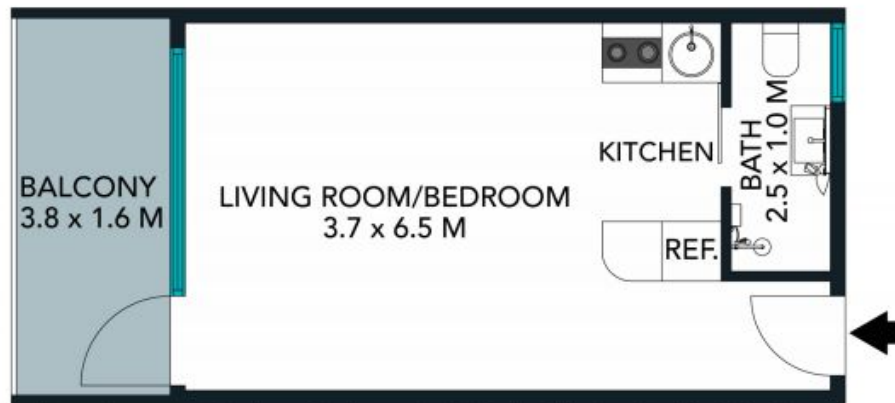 BALCONY
3.8 x 1.6 M
LIVING ROOM/BEDROOM
3.7 x 6.5 M
KITCHEN
REF.
BATH
2.5 x 1.0 M